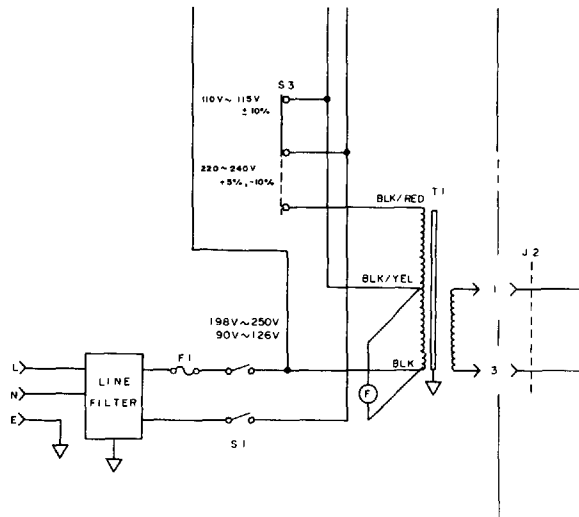 S3
110V~115V
±10%
220~240V
+5%,-10%
BLK/RED
T1
BLK/YEL
J2
1
198V~250V
90V~126V
F1
BLK
L
LINE
FILTER
N
F
3
E
S1